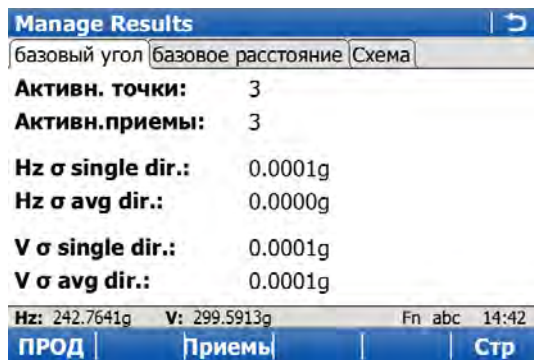 Manage Results
базовый угол базовое расстояние Схема
Активн. точки: 3
Активн.приемы: 3
Hz σ single dir.: 0.0001g
Hz σ avg dir.: 0.0000g
V σ single dir.: 0.0001g
V σ avg dir.: 0.0001g
Hz: 242.7641g V: 299.5913g Fn abc 14:42
ПРОД Приемы Стр